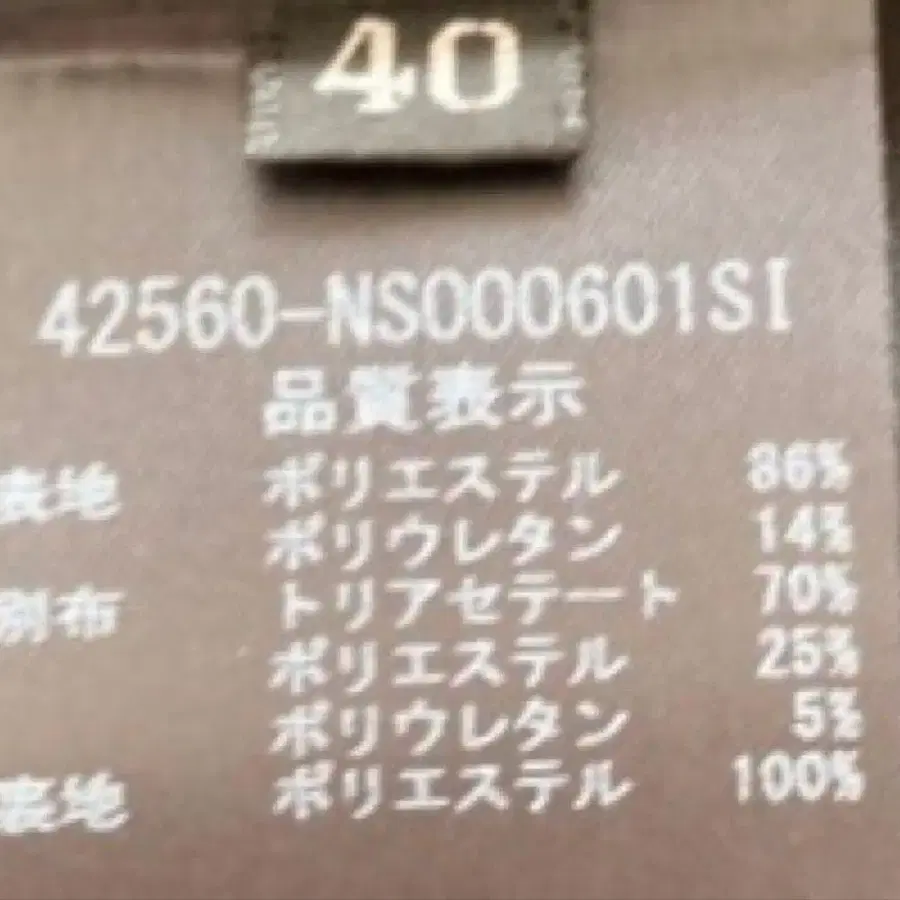 40
42560-NS000601SI
品質表示
表地 ポリエステル 86%
ポリウレタン 14%
別布 トリアセテート 70%
ポリエステル 25%
ポリウレタン 5%
裏地 ポリエステル 100%